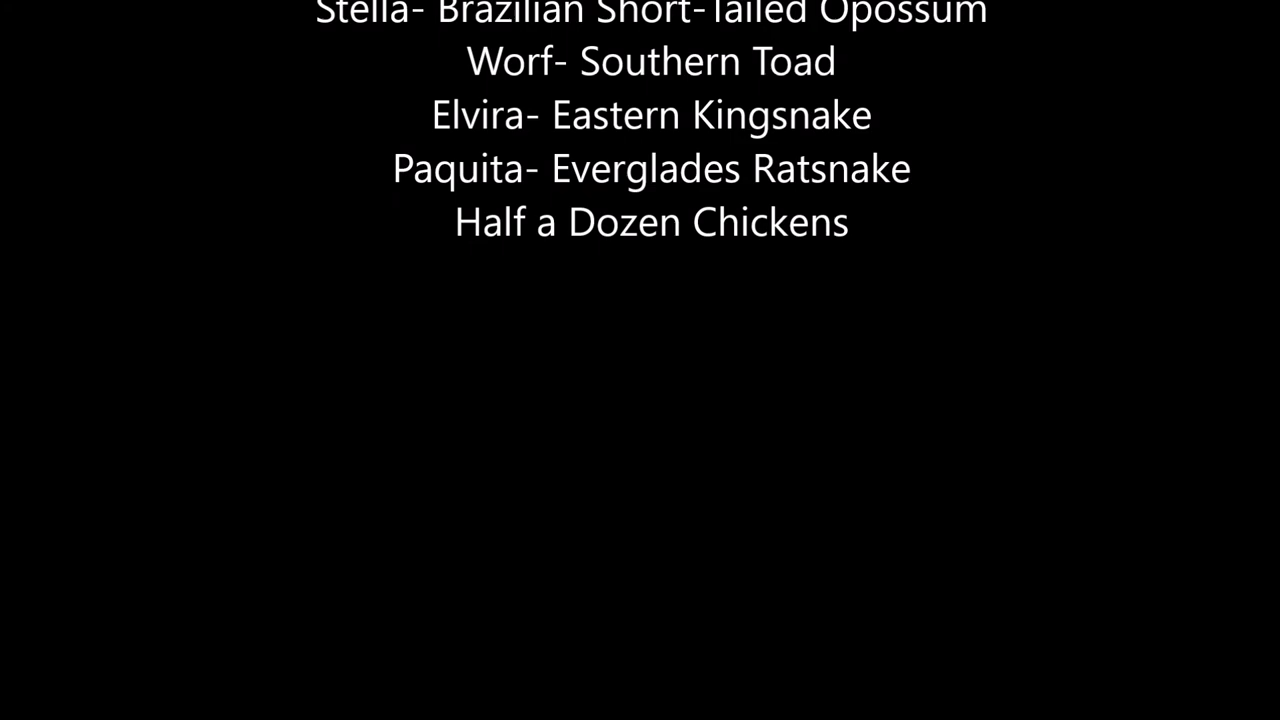 Stella- Brazilian Short-Tailed Opossum
Worf- Southern Toad
Elvira- Eastern Kingsnake
Paquita- Everglades Ratsnake
Half a Dozen Chickens